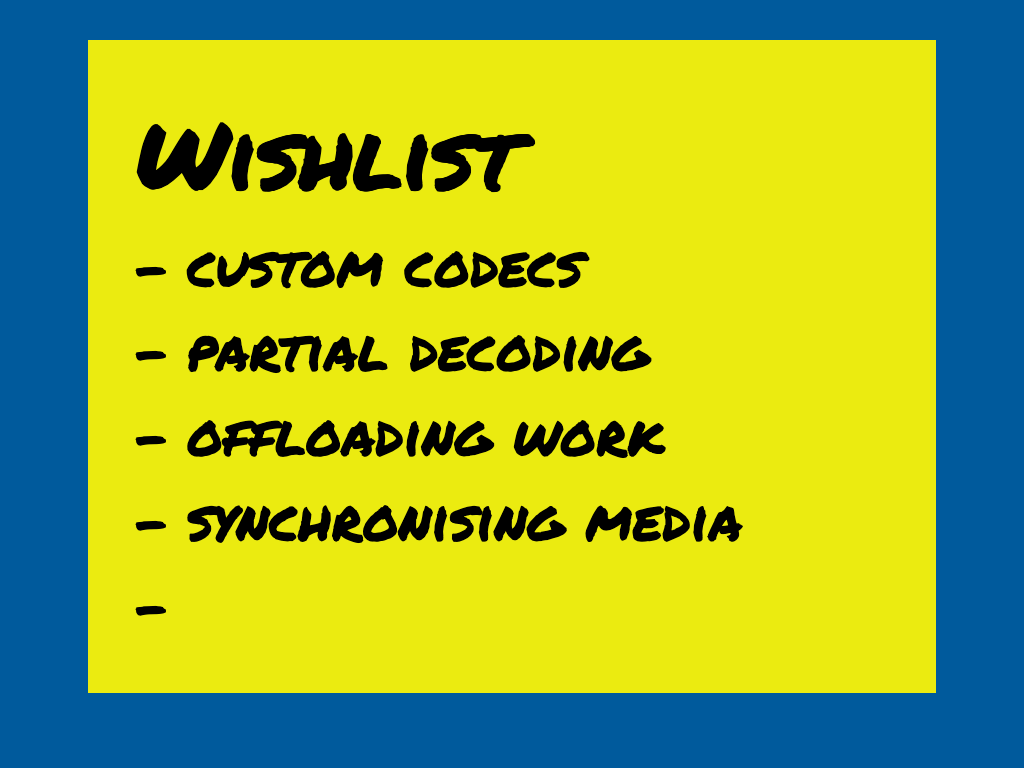 Wishlist
- custom codecs
- partial decoding
- offloading work
- synchronising media
-